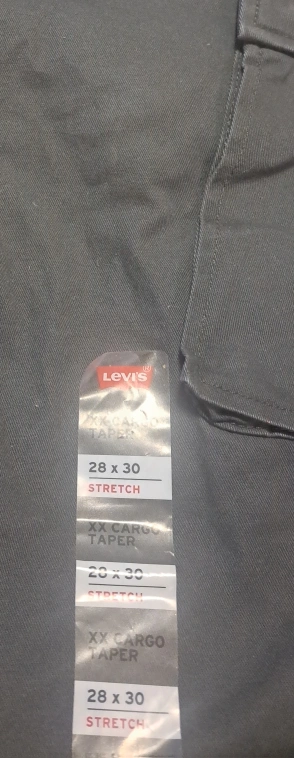 Levi's®
XX CARGO
TAPER
28 x 30
STRETCH
XX CARGO
TAPER
28 x 30
STRETCH
XX CARGO
TAPER
28 x 30
STRETCH